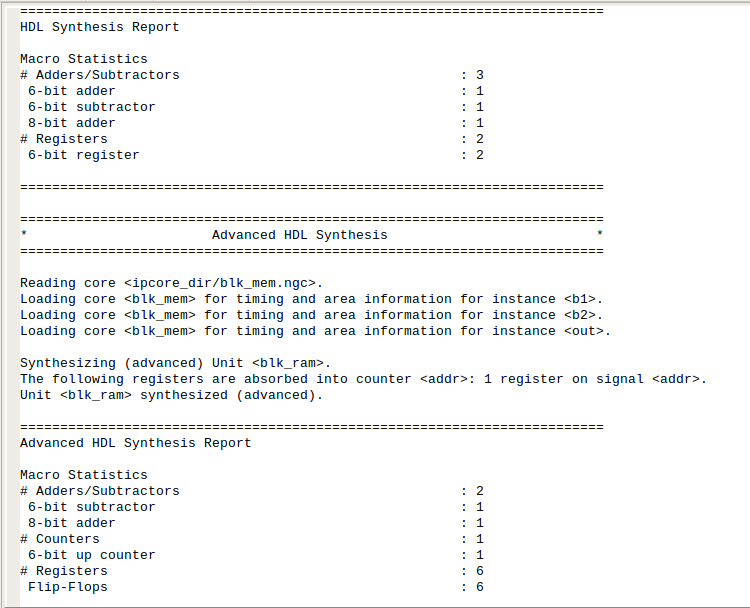 =========================================================================
HDL Synthesis Report

Macro Statistics
# Adders/Subtractors                                   : 3
 6-bit adder                                           : 1
 6-bit subtractor                                      : 1
 8-bit adder                                           : 1
# Registers                                            : 2
 6-bit register                                        : 2

=========================================================================

=========================================================================
*                       Advanced HDL Synthesis                          *
=========================================================================

Reading core <ipcore_dir/blk_mem.ngc>.
Loading core <blk_mem> for timing and area information for instance <b1>.
Loading core <blk_mem> for timing and area information for instance <b2>.
Loading core <blk_mem> for timing and area information for instance <out>.

Synthesizing (advanced) Unit <blk_ram>.
The following registers are absorbed into counter <addr>: 1 register on signal <addr>.
Unit <blk_ram> synthesized (advanced).

=========================================================================
Advanced HDL Synthesis Report

Macro Statistics
# Adders/Subtractors                                   : 2
 6-bit subtractor                                      : 1
 8-bit adder                                           : 1
# Counters                                             : 1
 6-bit up counter                                      : 1
# Registers                                            : 6
 Flip-Flops                                            : 6